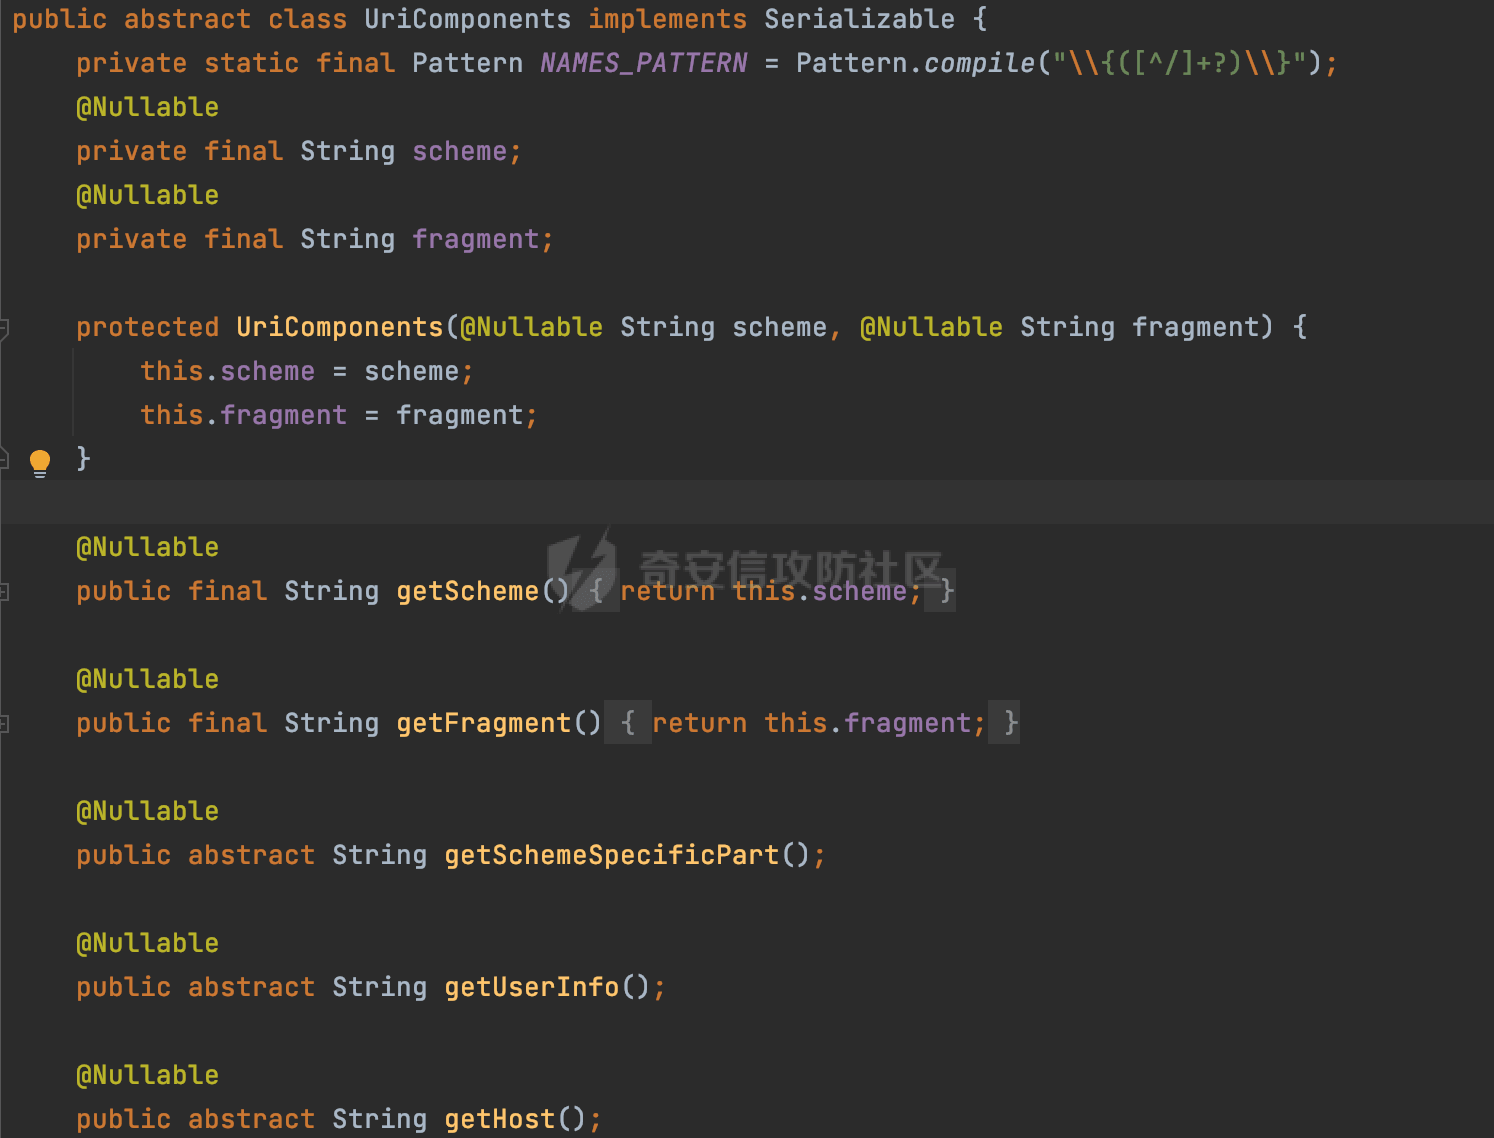 public abstract class UriComponents implements Serializable {
    private static final Pattern NAMES_PATTERN = Pattern.compile("\\{([^/]+?)\\}");
    @Nullable
    private final String scheme;
    @Nullable
    private final String fragment;
    protected UriComponents(@Nullable String scheme, @Nullable String fragment) {
        this.scheme = scheme;
        this.fragment = fragment;
    }
    @Nullable
奇安信攻防社区
    public final String getScheme() { return this.scheme; }
    @Nullable
    public final String getFragment() { return this.fragment; }
    @Nullable
    public abstract String getSchemeSpecificPart();
    @Nullable
    public abstract String getUserInfo();
    @Nullable
    public abstract String getHost();